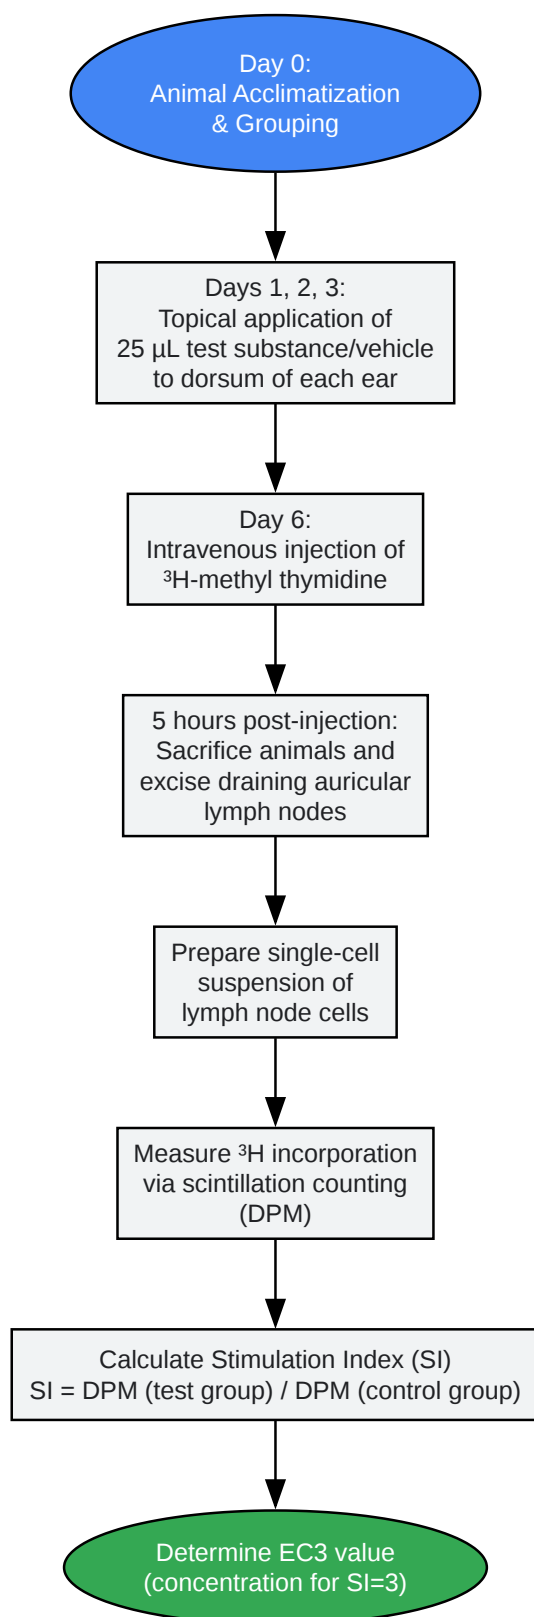 Day 0:
Animal Acclimatization
& Grouping
Days 1, 2, 3:
Topical application of
25 µL test substance/vehicle
to dorsum of each ear
Day 6:
Intravenous injection of
³H-methyl thymidine
5 hours post-injection:
Sacrifice animals and
excise draining auricular
lymph nodes
Prepare single-cell
suspension of
lymph node cells
Measure ³H incorporation
via scintillation counting
(DPM)
Calculate Stimulation Index (SI)
SI = DPM (test group) / DPM (control group)
Determine EC3 value
(concentration for SI=3)